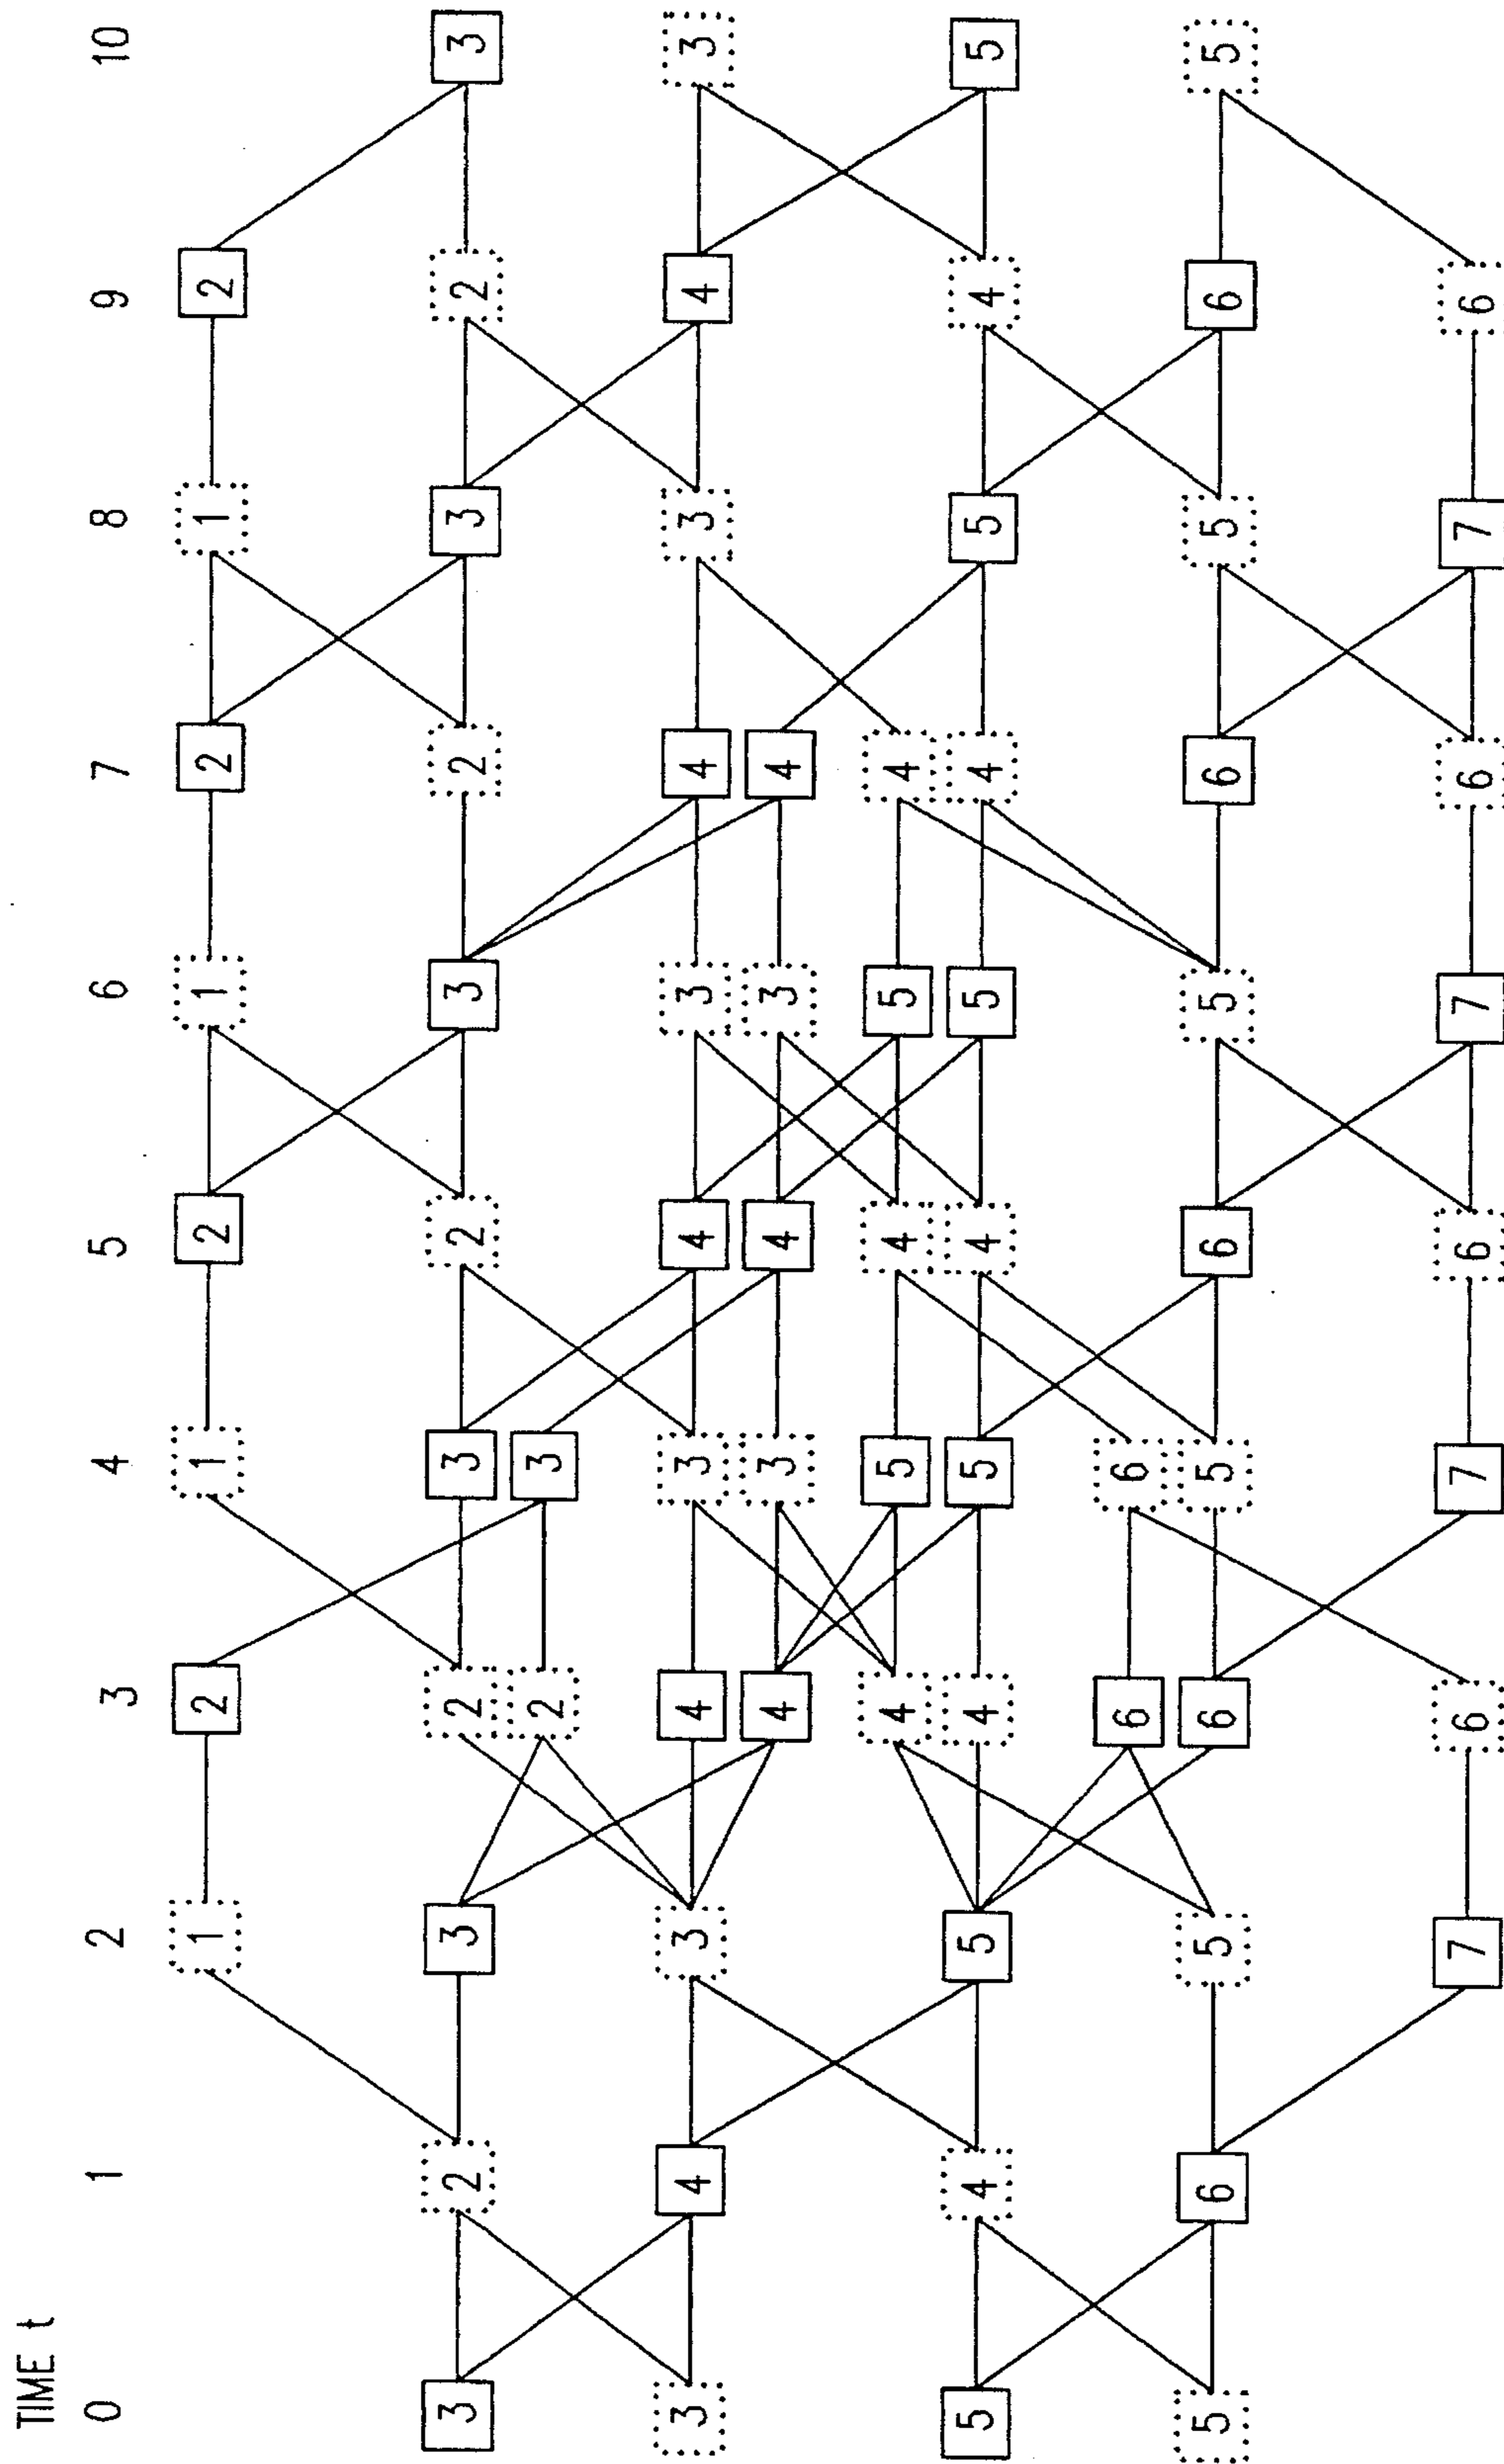 TIME t
0 1 2 3 4 5 6 7 8 9 10
1 2 1 2 1 2 1 2
3 2 3 2 3 2 3 2 3 2 3
2 3
3 4 3 4 3 4 3 4 3 4 3
4 3 4 3 4
4 5 4 5 4
5 4 5 4 5 4 5 4 5 4 5
6 6
5 6 5 6 5 6 5 6 5 6 5
7 6 7 6 7 6 7 6